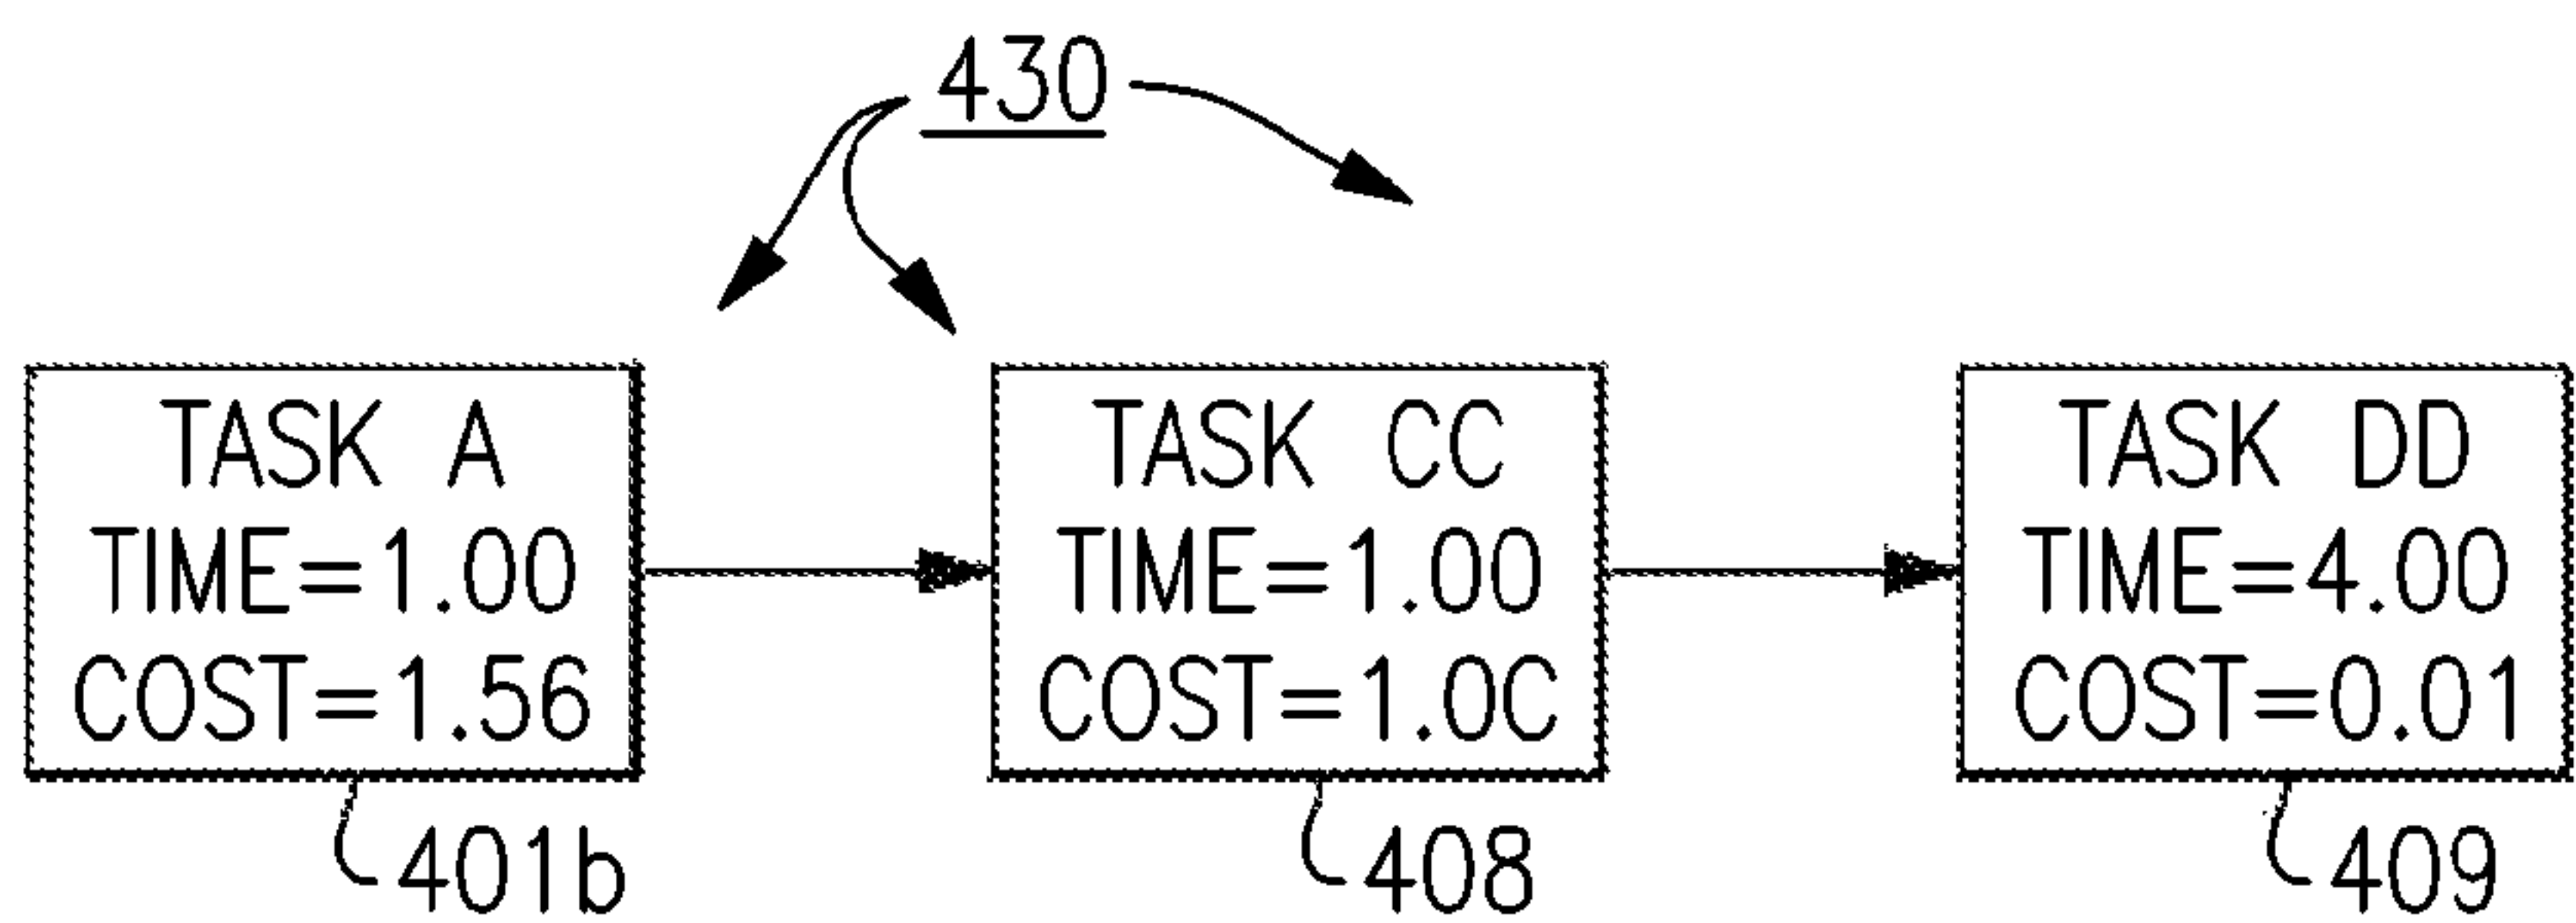 430
TASK A
TIME=1.00
COST=1.56
TASK CC
TIME=1.00
COST=1.0C
TASK DD
TIME=4.00
COST=0.01
401b
408
409